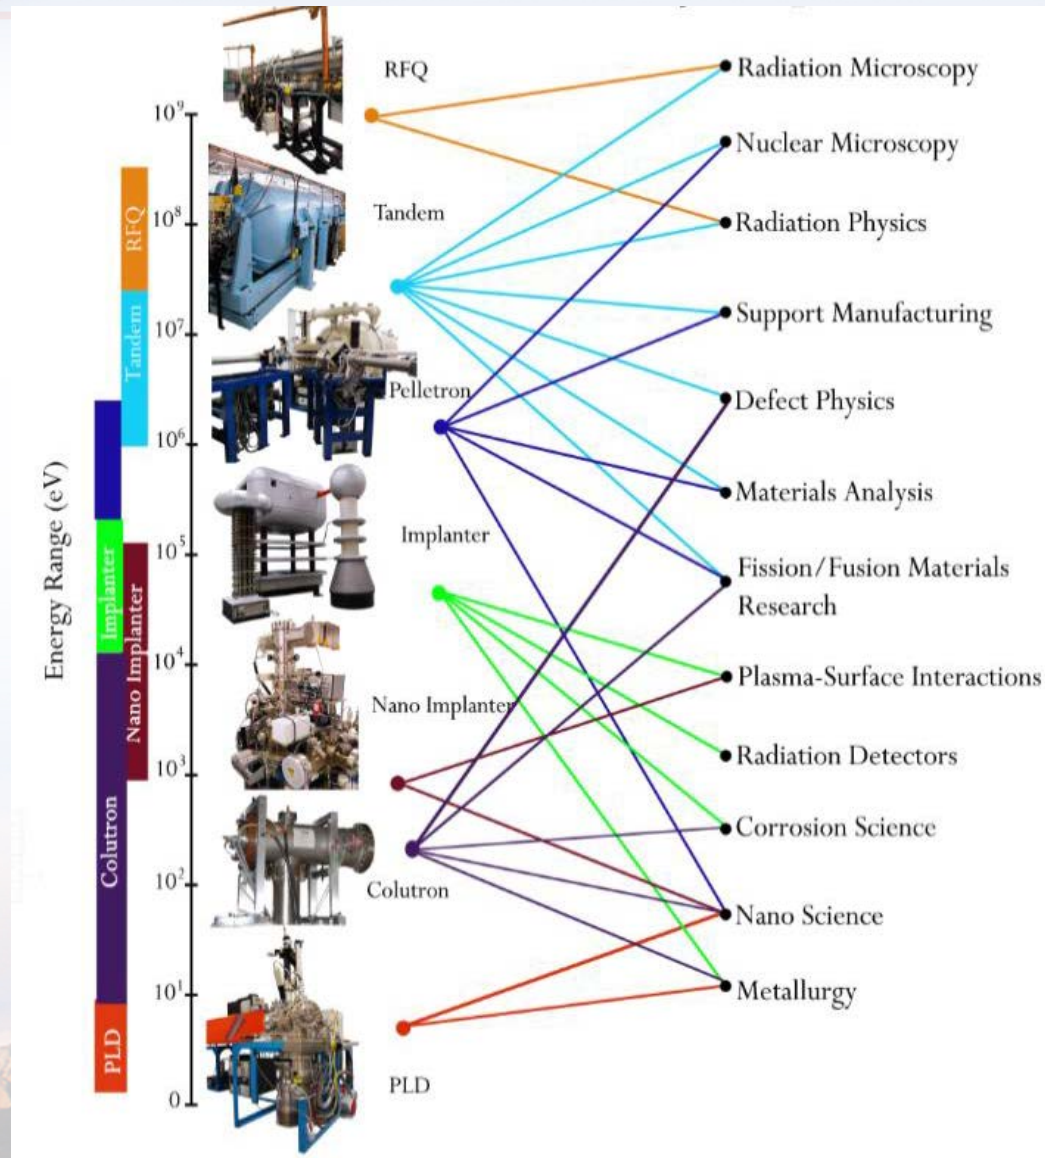 RFQ
Tandem
Pelletron
Implanter
Nano Implanter
Colutron
PLD
Energy Range (eV)
10⁹
10⁸
10⁷
10⁶
10⁵
10⁴
10³
10²
10¹
0
RFQ
Tandem
Implanter
Nano Implanter
Colutron
PLD
Radiation Microscopy
Nuclear Microscopy
Radiation Physics
Support Manufacturing
Defect Physics
Materials Analysis
Fission/Fusion Materials
Research
Plasma-Surface Interactions
Radiation Detectors
Corrosion Science
Nano Science
Metallurgy